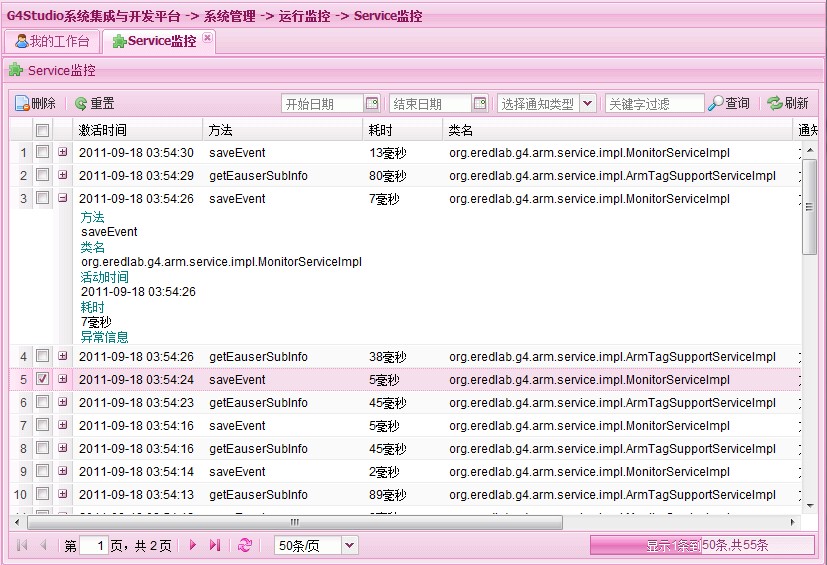 G4Studio系统集成与开发平台 -> 系统管理 -> 运行监控 -> Service监控
我的工作台 Service监控
Service监控
删除 重置 开始日期 结束日期 选择通知类型 关键字过滤 查询 刷新
激活时间 方法 耗时 类名 通知
1 2011-09-18 03:54:30 saveEvent 13毫秒 org.eredlab.g4.arm.service.impl.MonitorServiceImpl
2 2011-09-18 03:54:29 getEauserSubInfo 80毫秒 org.eredlab.g4.arm.service.impl.ArmTagSupportServiceImpl
3 2011-09-18 03:54:26 saveEvent 7毫秒 org.eredlab.g4.arm.service.impl.MonitorServiceImpl
方法
saveEvent
类名
org.eredlab.g4.arm.service.impl.MonitorServiceImpl
活动时间
2011-09-18 03:54:26
耗时
7毫秒
异常信息
4 2011-09-18 03:54:26 getEauserSubInfo 38毫秒 org.eredlab.g4.arm.service.impl.ArmTagSupportServiceImpl
5 2011-09-18 03:54:24 saveEvent 5毫秒 org.eredlab.g4.arm.service.impl.MonitorServiceImpl
6 2011-09-18 03:54:23 getEauserSubInfo 45毫秒 org.eredlab.g4.arm.service.impl.ArmTagSupportServiceImpl
7 2011-09-18 03:54:16 saveEvent 5毫秒 org.eredlab.g4.arm.service.impl.MonitorServiceImpl
8 2011-09-18 03:54:16 getEauserSubInfo 45毫秒 org.eredlab.g4.arm.service.impl.ArmTagSupportServiceImpl
9 2011-09-18 03:54:14 saveEvent 2毫秒 org.eredlab.g4.arm.service.impl.MonitorServiceImpl
10 2011-09-18 03:54:13 getEauserSubInfo 89毫秒 org.eredlab.g4.arm.service.impl.ArmTagSupportServiceImpl
第 1 页，共 2 页 50条/页 显示1条到50条,共55条